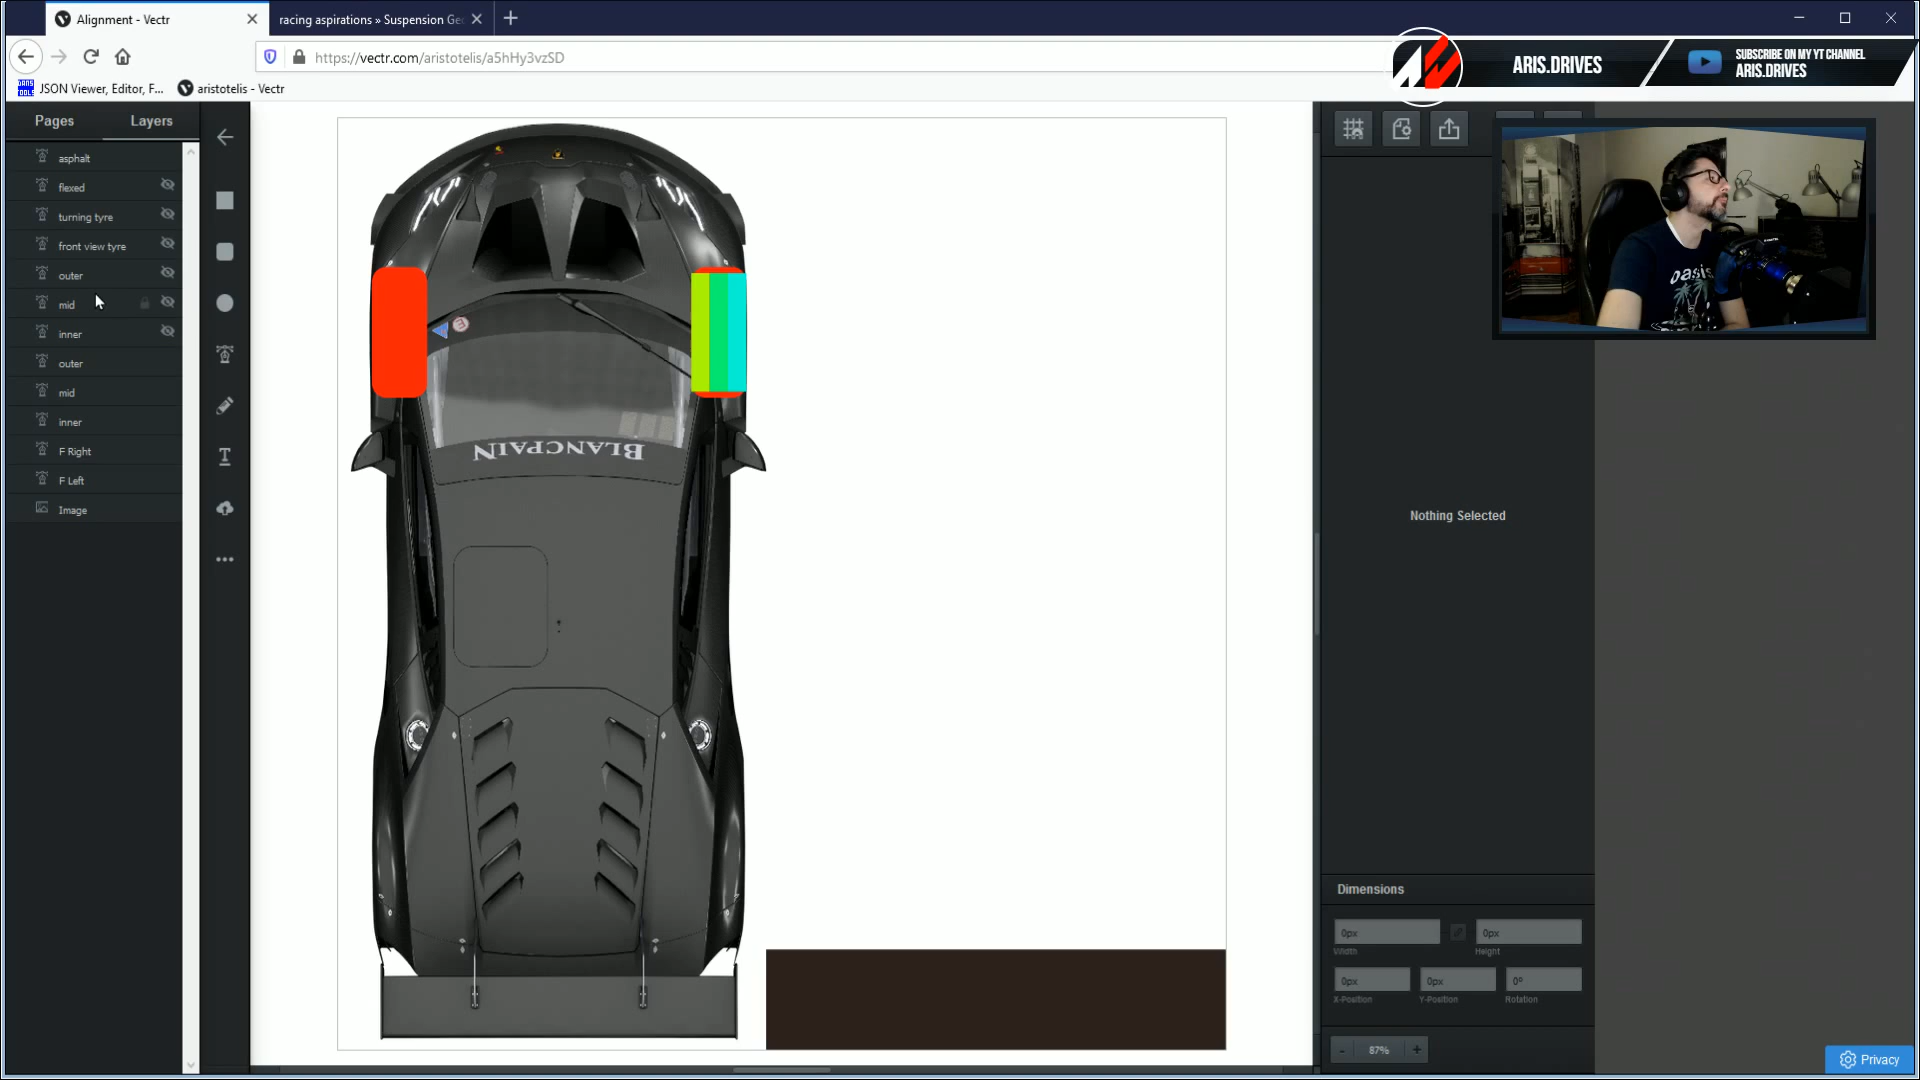 Alignment - Vectr
racing aspirations » Suspension Geo
https://vectr.com/aristotelis/a5hHy3vzSD
JSON Viewer, Editor, F...
aristotelis - Vectr
ARIS.DRIVES
SUBSCRIBE ON MY YT CHANNEL
ARIS.DRIVES
Pages
Layers
asphalt
flexed
turning tyre
front view tyre
outer
mid
inner
outer
mid
inner
F Right
F Left
Image
BLANCPAIN
oasis
Nothing Selected
Dimensions
0px
0px
Width
Height
0px
0px
0°
X-Position
Y-Position
Rotation
-
87%
+
Privacy